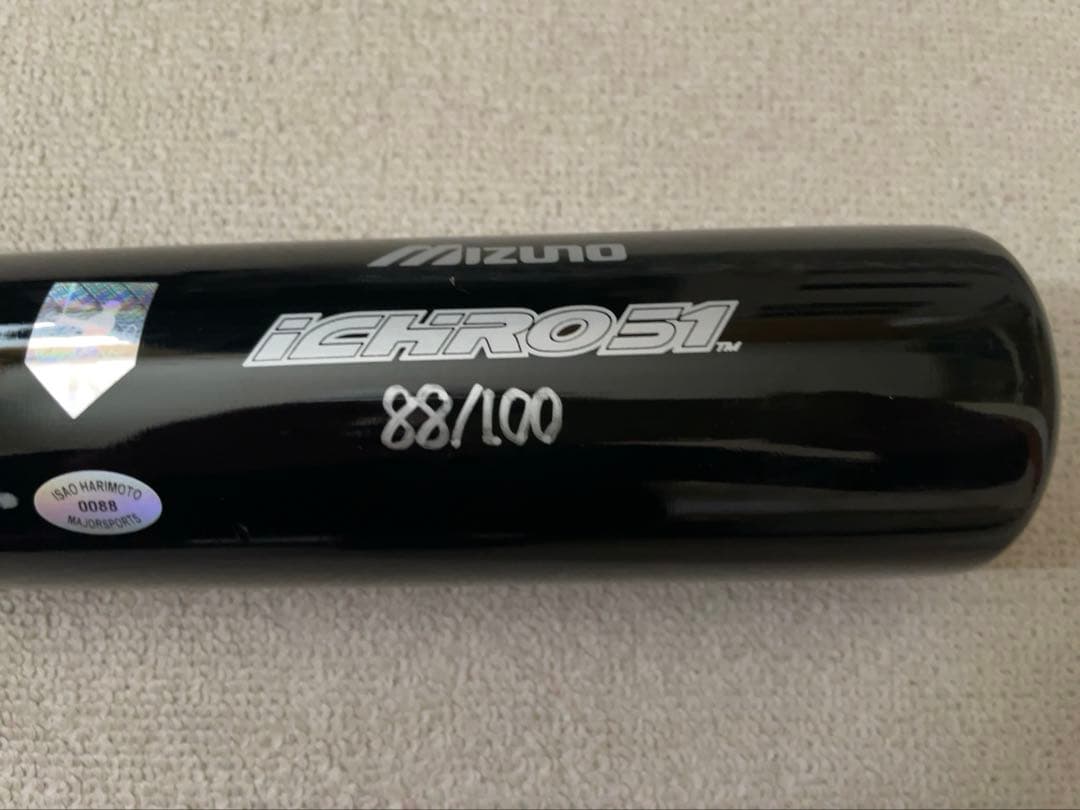 MIZUNO
ICHIRO51™
88/100
ISAO HARIMOTO
0088
MAJORSPORTS